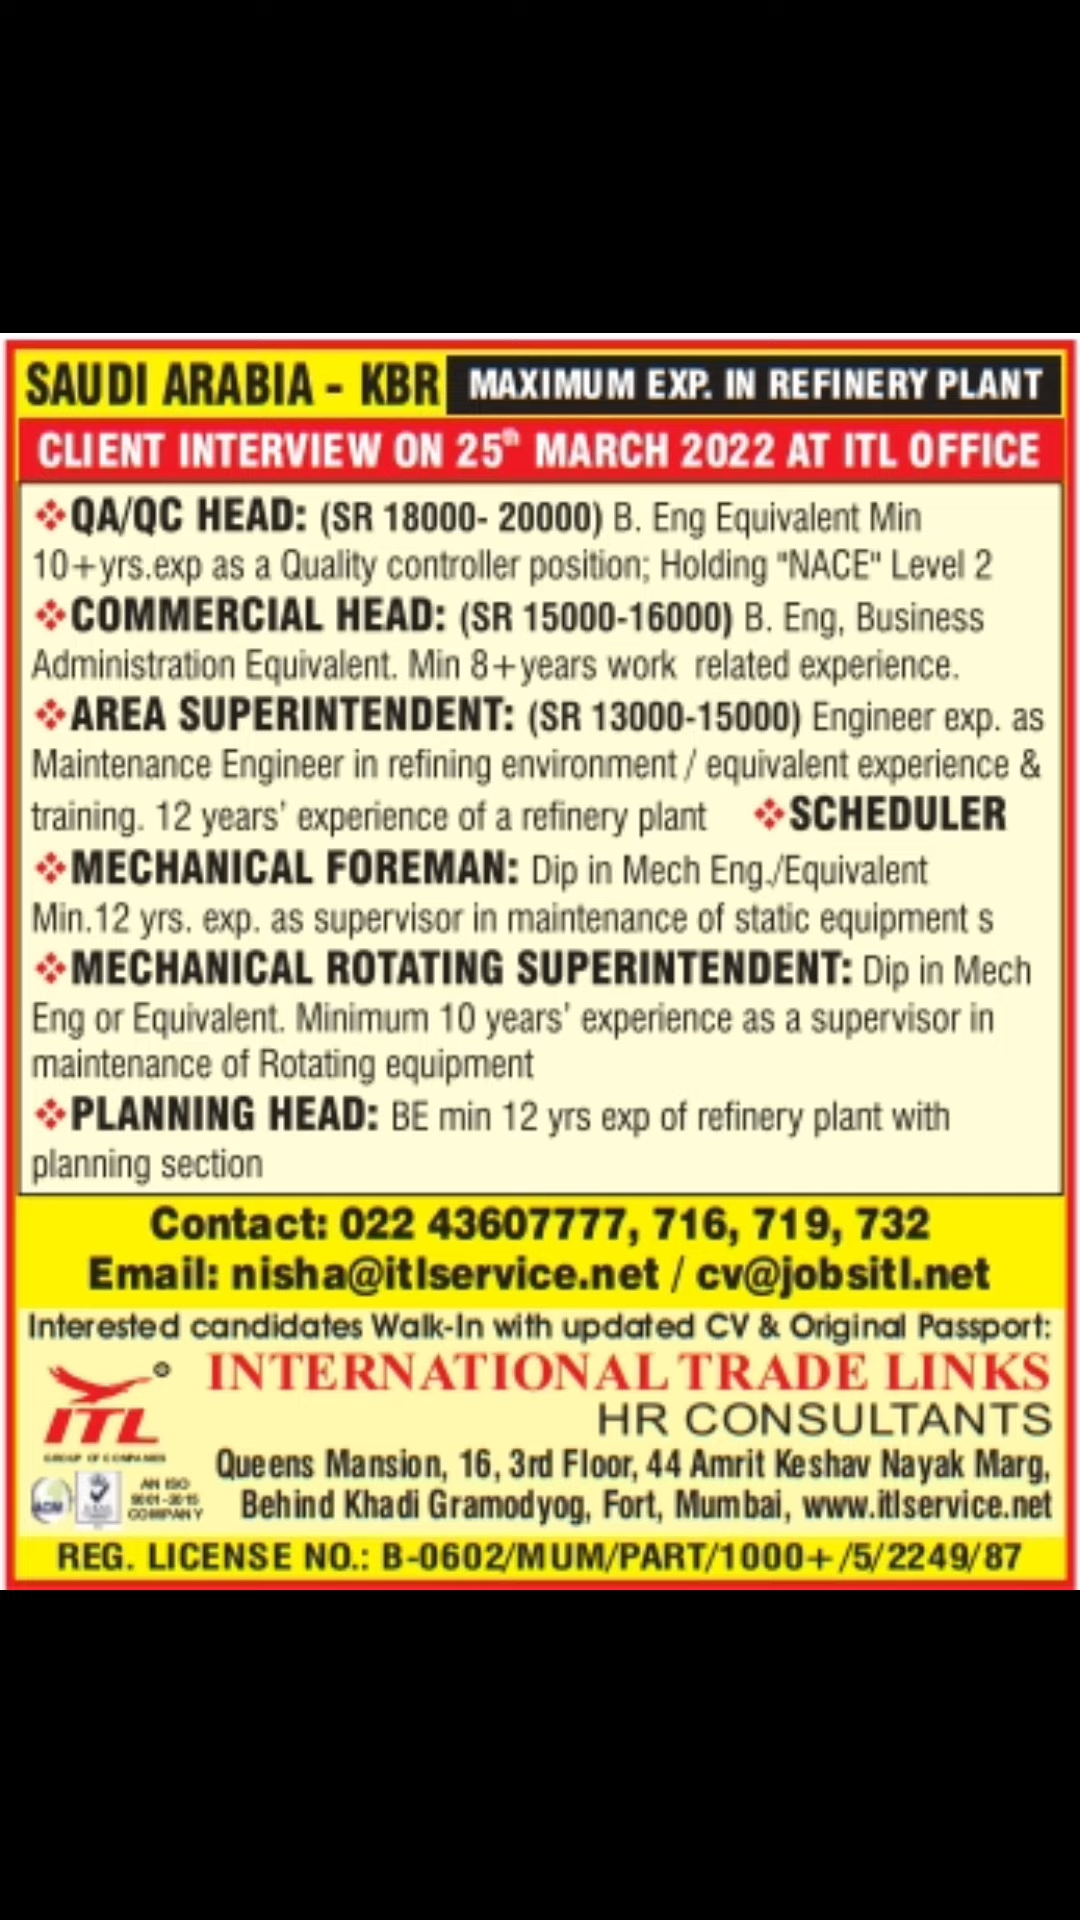 SAUDI ARABIA - KBR MAXIMUM EXP. IN REFINERY PLANT
CLIENT INTERVIEW ON 25th MARCH 2022 AT ITL OFFICE
❖QA/QC HEAD: (SR 18000- 20000) B. Eng Equivalent Min
10+yrs.exp as a Quality controller position; Holding "NACE" Level 2
❖COMMERCIAL HEAD: (SR 15000-16000) B. Eng, Business
Administration Equivalent. Min 8+years work related experience.
❖AREA SUPERINTENDENT: (SR 13000-15000) Engineer exp. as
Maintenance Engineer in refining environment / equivalent experience &
training. 12 years' experience of a refinery plant ❖SCHEDULER
❖MECHANICAL FOREMAN: Dip in Mech Eng./Equivalent
Min.12 yrs. exp. as supervisor in maintenance of static equipment s
❖MECHANICAL ROTATING SUPERINTENDENT: Dip in Mech
Eng or Equivalent. Minimum 10 years' experience as a supervisor in
maintenance of Rotating equipment
❖PLANNING HEAD: BE min 12 yrs exp of refinery plant with
planning section
Contact: 022 43607777, 716, 719, 732
Email: nisha@itlservice.net / cv@jobsitl.net
Interested candidates Walk-In with updated CV & Original Passport:
ITL
GROUP OF COMPANIES
INTERNATIONAL TRADE LINKS
HR CONSULTANTS
Queens Mansion, 16, 3rd Floor, 44 Amrit Keshav Nayak Marg,
Behind Khadi Gramodyog, Fort, Mumbai, www.itlservice.net
AN ISO
9001-2015
COMPANY
REG. LICENSE NO.: B-0602/MUM/PART/1000+/5/2249/87